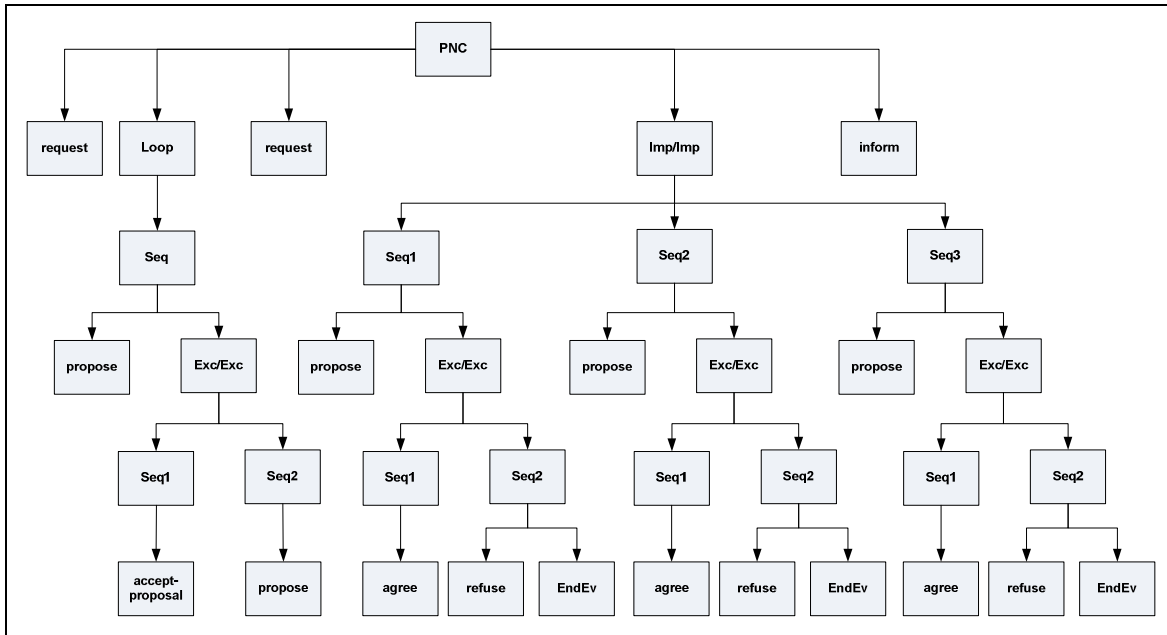 PNC
request
Loop
request
Imp/Imp
inform
Seq
Seq1
Seq2
Seq3
propose
Exc/Exc
propose
Exc/Exc
propose
Exc/Exc
propose
Exc/Exc
Seq1
Seq2
Seq1
Seq2
Seq1
Seq2
Seq1
Seq2
accept-
proposal
propose
agree
refuse
EndEv
agree
refuse
EndEv
agree
refuse
EndEv